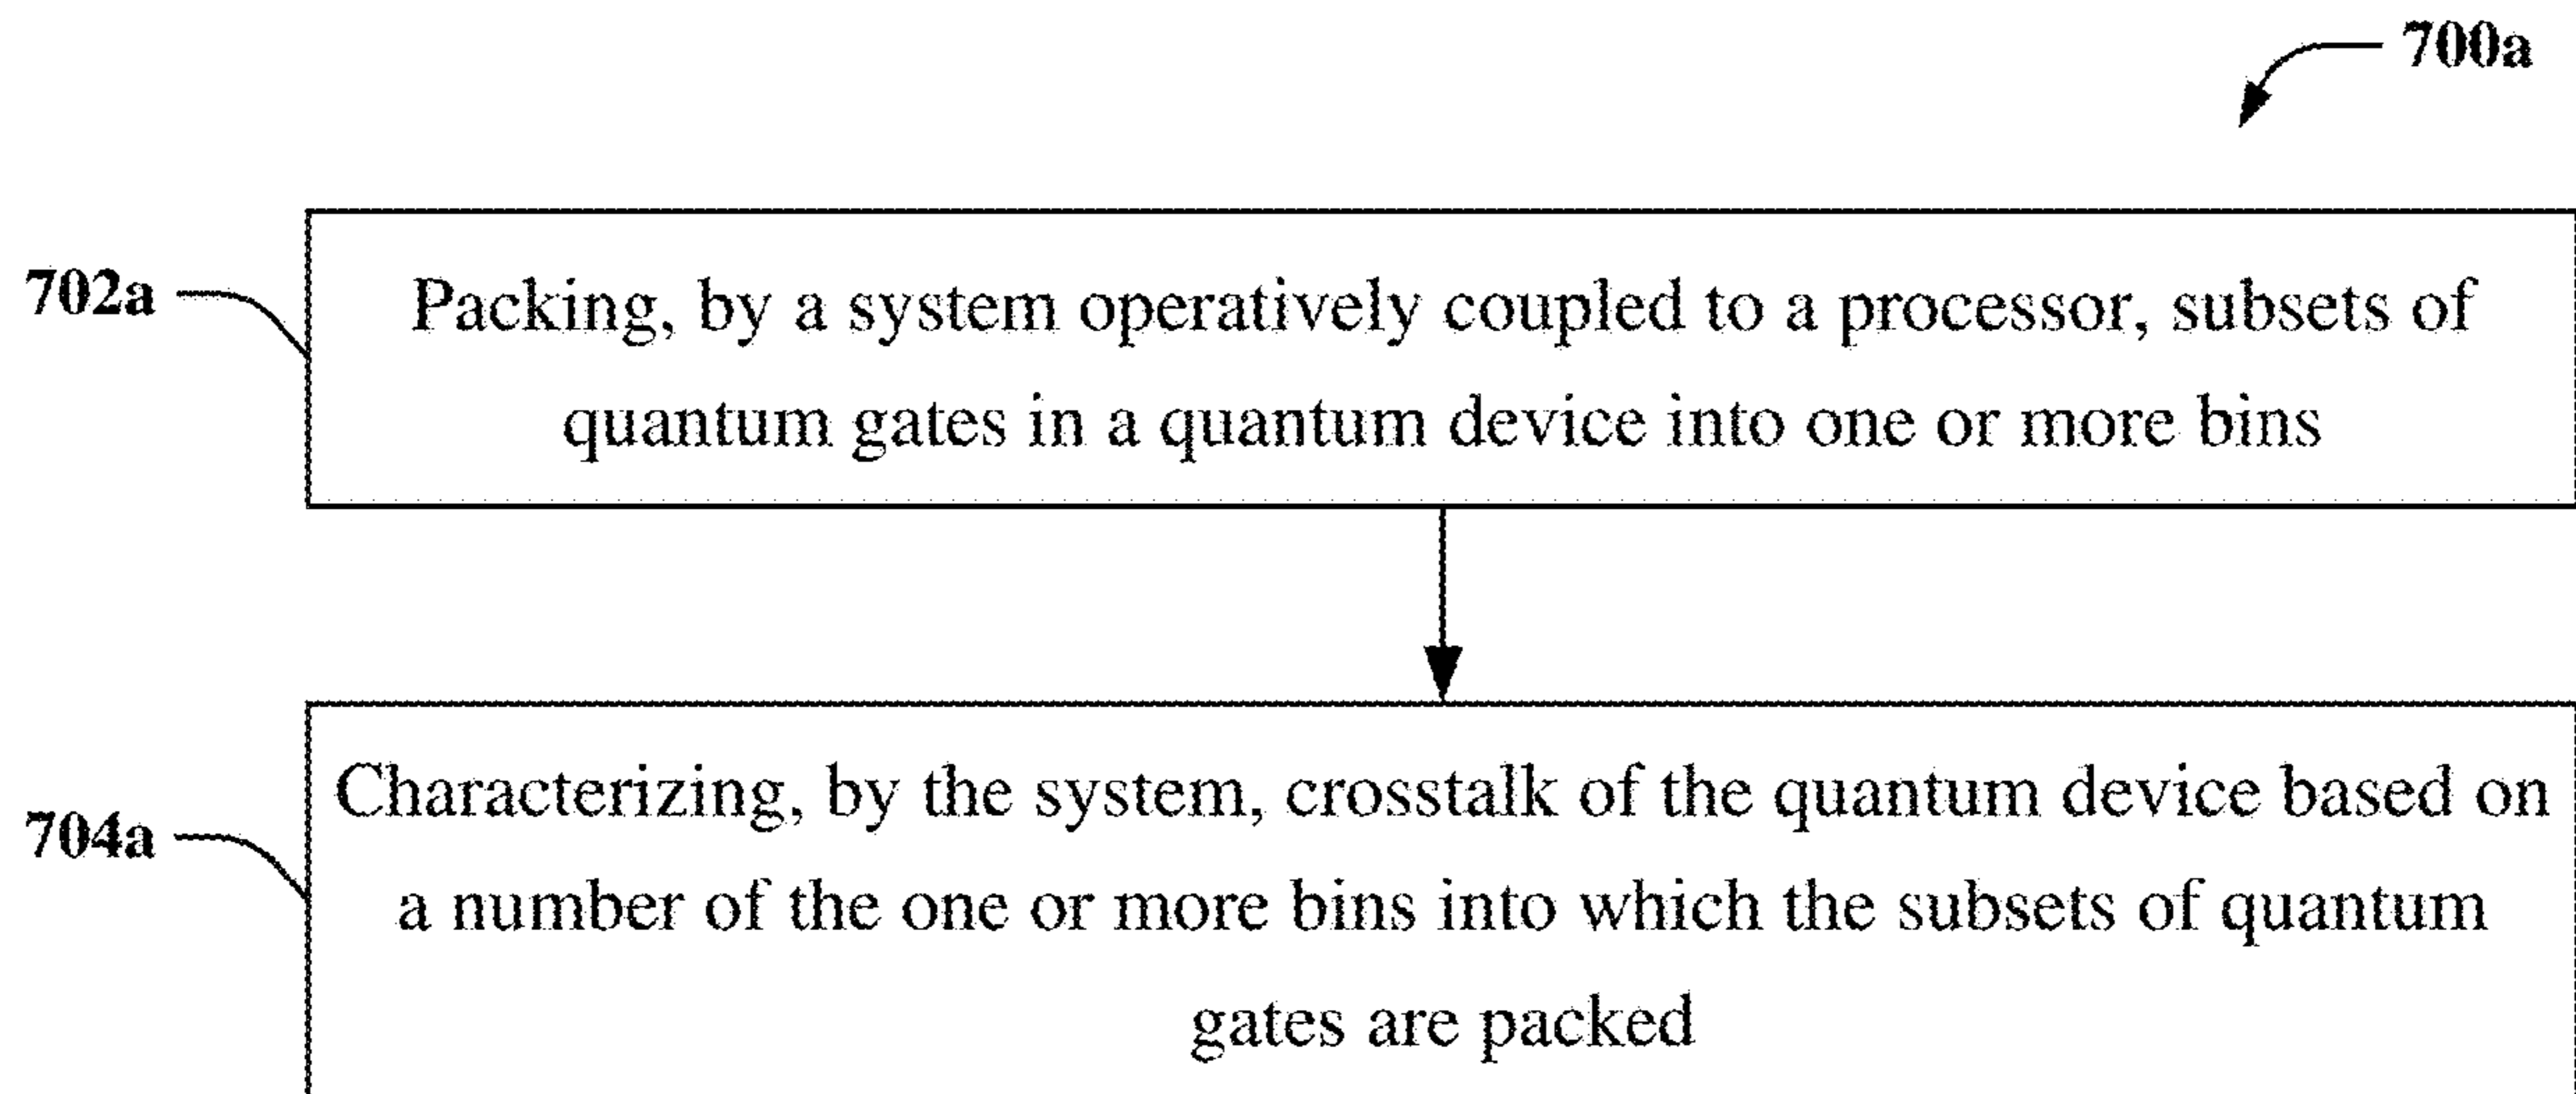 700a
702a
Packing, by a system operatively coupled to a processor, subsets of
quantum gates in a quantum device into one or more bins
704a
Characterizing, by the system, crosstalk of the quantum device based on
a number of the one or more bins into which the subsets of quantum
gates are packed